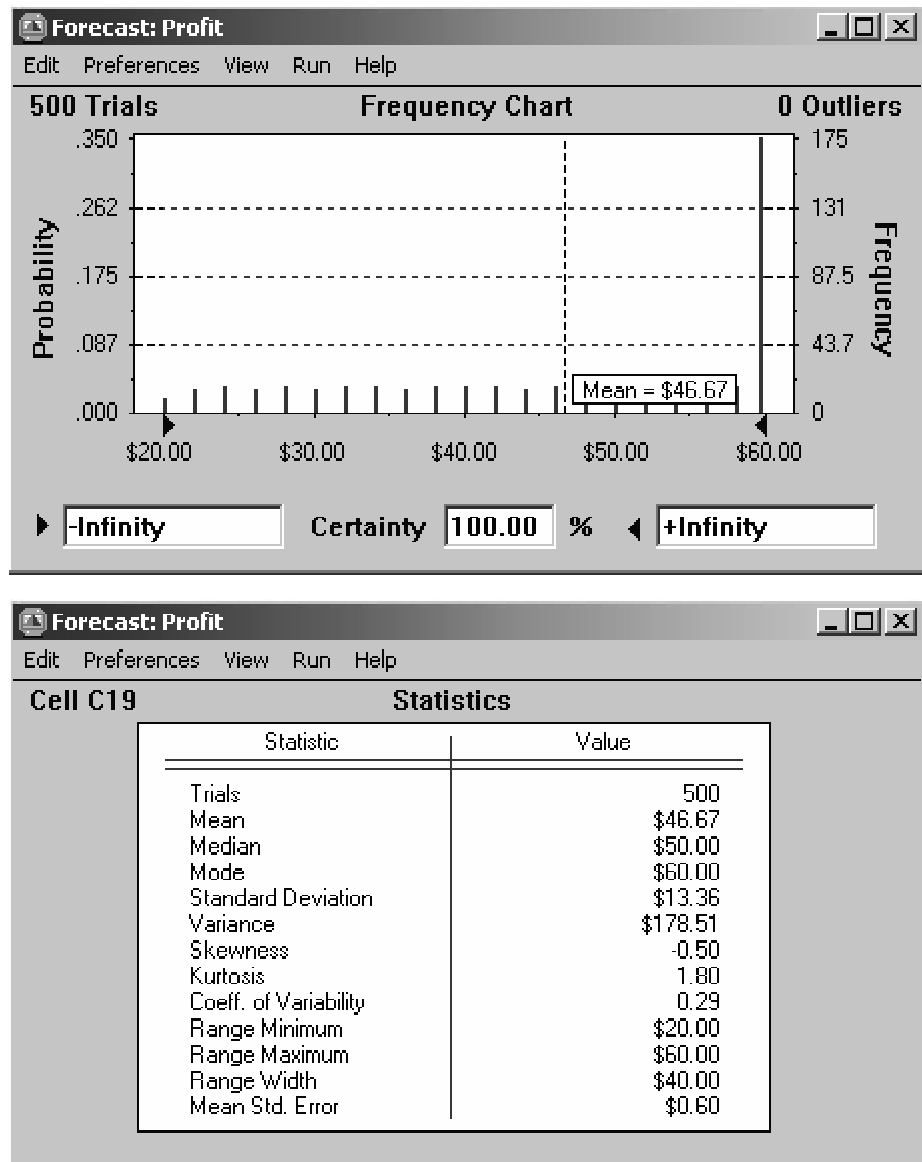 Forecast: Profit
Edit Preferences View Run Help
500 Trials Frequency Chart 0 Outliers
.350 175
.262 131
.175 87.5
.087 43.7
.000 0
Probability
Frequency
Mean = $46.67
$20.00 $30.00 $40.00 $50.00 $60.00
-Infinity Certainty 100.00 % +Infinity
Forecast: Profit
Edit Preferences View Run Help
Cell C19 Statistics
Statistic Value
Trials 500
Mean $46.67
Median $50.00
Mode $60.00
Standard Deviation $13.36
Variance $178.51
Skewness -0.50
Kurtosis 1.80
Coeff. of Variability 0.29
Range Minimum $20.00
Range Maximum $60.00
Range Width $40.00
Mean Std. Error $0.60